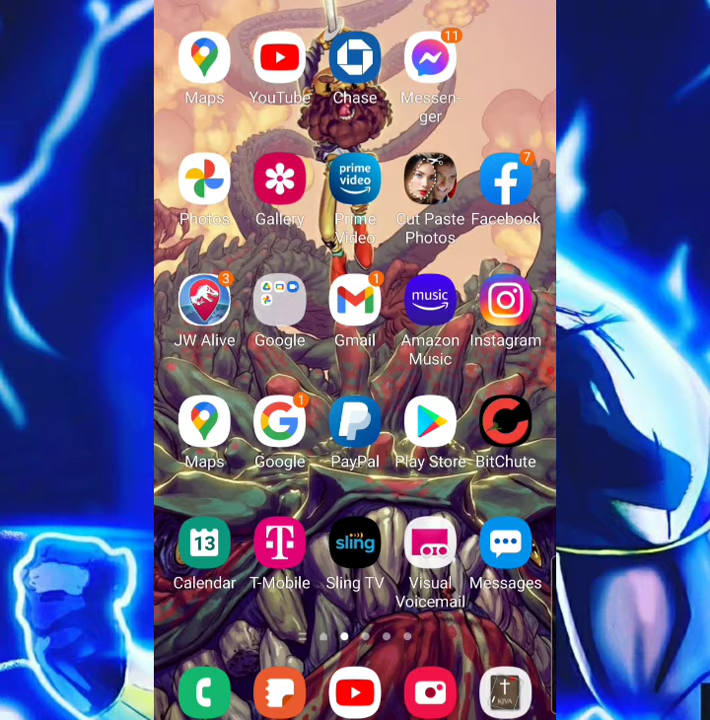 11
Maps
YouTube
Chase
Messen-
ger
prime
video
7
Photos
Gallery
Prime
Video
Cut Paste
Photos
Facebook
3
1
music
JW Alive
Google
Gmail
Amazon
Music
Instagram
1
Maps
Google
PayPal
Play Store
BitChute
13
T
sling
Calendar
T-Mobile
Sling TV
Visual
Voicemail
Messages
KJVA